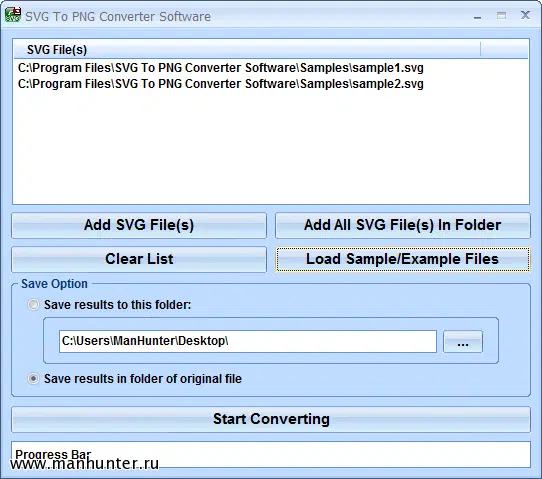 SVG To PNG Converter Software
SVG File(s)
C:\Program Files\SVG To PNG Converter Software\Samples\sample1.svg
C:\Program Files\SVG To PNG Converter Software\Samples\sample2.svg
Add SVG File(s)
Add All SVG File(s) In Folder
Clear List
Load Sample/Example Files
Save Option
Save results to this folder:
C:\Users\ManHunter\Desktop\
...
Save results in folder of original file
Start Converting
Progress Bar
www.manhunter.ru